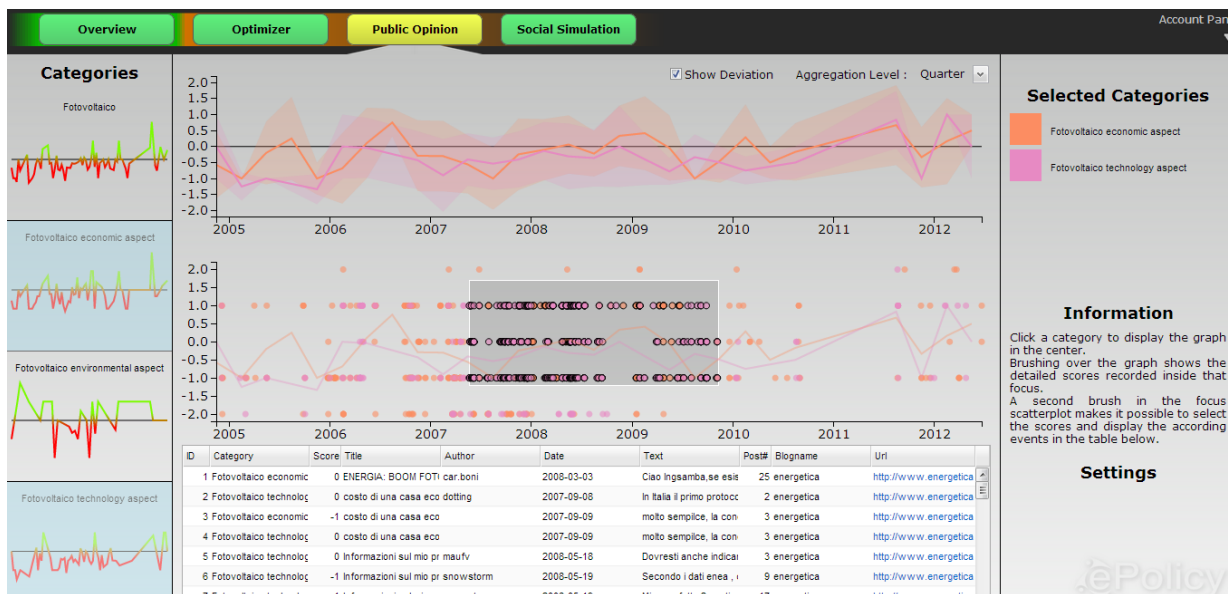 Overview Optimizer Public Opinion Social Simulation
Account Pan
Categories
Fotovoltaico
Fotovoltaico economic aspect
Fotovoltaico environmental aspect
Fotovoltaico technology aspect
Show Deviation Aggregation Level : Quarter
2.0
1.5
1.0
0.5
0.0
-0.5
-1.0
-1.5
-2.0
2005 2006 2007 2008 2009 2010 2011 2012
2.0
1.5
1.0
0.5
0.0
-0.5
-1.0
-1.5
-2.0
2005 2006 2007 2008 2009 2010 2011 2012
ID Category Score Title Author Date Text Post# Blogname Url
1 Fotovoltaico economic 0 ENERGIA: BOOM FOT car.boni 2008-03-03 Ciao Ingsamba,se esis 25 energetica http://www.energetica
2 Fotovoltaico technolog 0 costo di una casa eco dotting 2007-09-08 In Italia il primo protocc 2 energetica http://www.energetica
3 Fotovoltaico economic -1 costo di una casa eco 2007-09-09 molto semplice, la con 3 energetica http://www.energetica
4 Fotovoltaico technolog 0 costo di una casa eco 2007-09-09 molto semplice, la con 3 energetica http://www.energetica
5 Fotovoltaico technolog 0 Informazioni sul mio pr maufv 2008-05-18 Dovresti anche indicar 3 energetica http://www.energetica
6 Fotovoltaico technolog -1 Informazioni sul mio pr snowstorm 2008-05-19 Secondo i dati enea , 9 energetica http://www.energetica
Selected Categories
Fotovoltaico economic aspect
Fotovoltaico technology aspect
Information
Click a category to display the graph
in the center.
Brushing over the graph shows the
detailed scores recorded inside that
focus.
A second brush in the focus
scatterplot makes it possible to select
the scores and display the according
events in the table below.
Settings
ePolicy